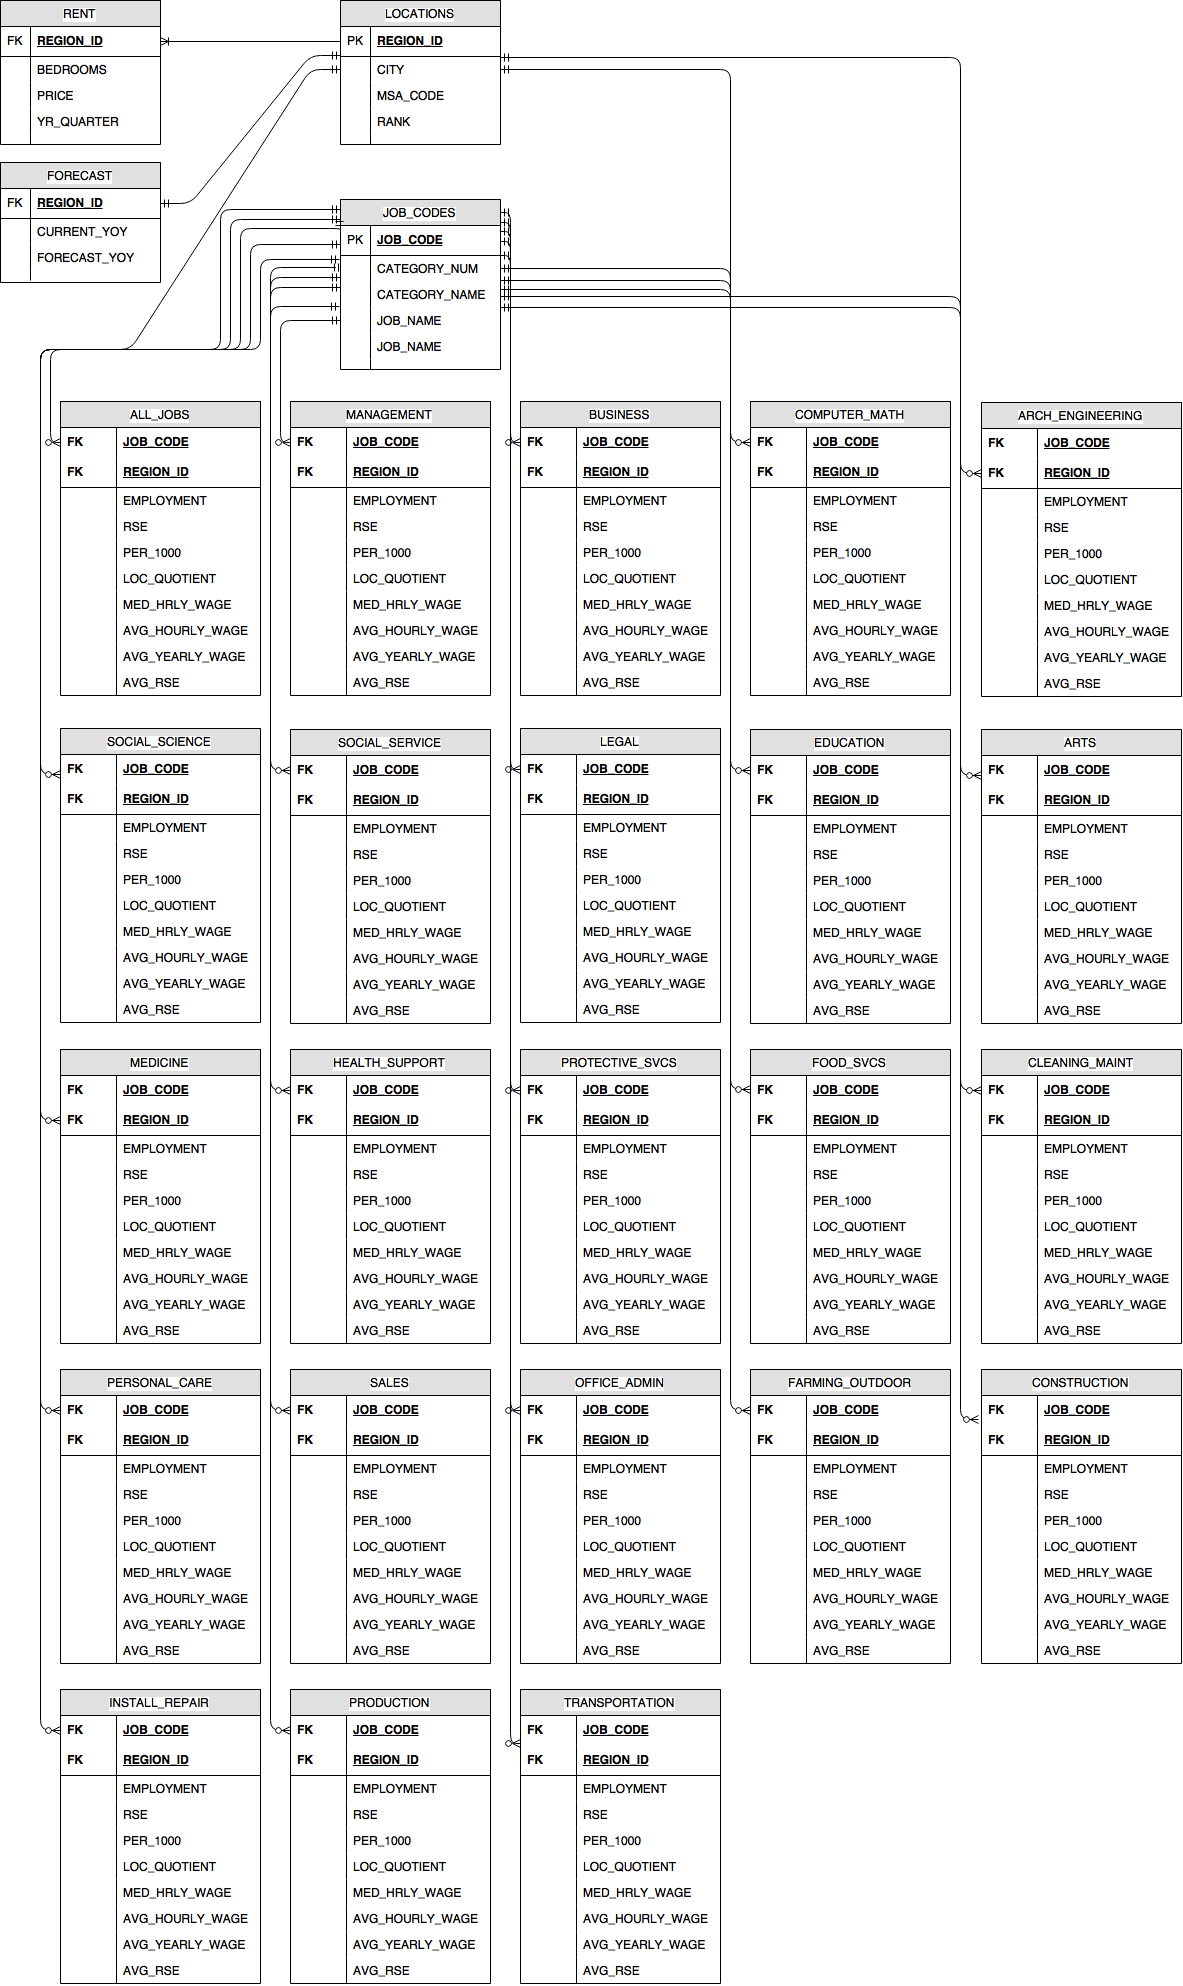 RENT
FK REGION_ID
BEDROOMS
PRICE
YR_QUARTER
LOCATIONS
PK REGION_ID
CITY
MSA_CODE
RANK
FORECAST
FK REGION_ID
CURRENT_YOY
FORECAST_YOY
JOB_CODES
PK JOB_CODE
CATEGORY_NUM
CATEGORY_NAME
JOB_NAME
JOB_NAME
ALL_JOBS
FK JOB_CODE
FK REGION_ID
EMPLOYMENT
RSE
PER_1000
LOC_QUOTIENT
MED_HRLY_WAGE
AVG_HOURLY_WAGE
AVG_YEARLY_WAGE
AVG_RSE
MANAGEMENT
FK JOB_CODE
FK REGION_ID
EMPLOYMENT
RSE
PER_1000
LOC_QUOTIENT
MED_HRLY_WAGE
AVG_HOURLY_WAGE
AVG_YEARLY_WAGE
AVG_RSE
BUSINESS
FK JOB_CODE
FK REGION_ID
EMPLOYMENT
RSE
PER_1000
LOC_QUOTIENT
MED_HRLY_WAGE
AVG_HOURLY_WAGE
AVG_YEARLY_WAGE
AVG_RSE
COMPUTER_MATH
FK JOB_CODE
FK REGION_ID
EMPLOYMENT
RSE
PER_1000
LOC_QUOTIENT
MED_HRLY_WAGE
AVG_HOURLY_WAGE
AVG_YEARLY_WAGE
AVG_RSE
ARCH_ENGINEERING
FK JOB_CODE
FK REGION_ID
EMPLOYMENT
RSE
PER_1000
LOC_QUOTIENT
MED_HRLY_WAGE
AVG_HOURLY_WAGE
AVG_YEARLY_WAGE
AVG_RSE
SOCIAL_SCIENCE
FK JOB_CODE
FK REGION_ID
EMPLOYMENT
RSE
PER_1000
LOC_QUOTIENT
MED_HRLY_WAGE
AVG_HOURLY_WAGE
AVG_YEARLY_WAGE
AVG_RSE
SOCIAL_SERVICE
FK JOB_CODE
FK REGION_ID
EMPLOYMENT
RSE
PER_1000
LOC_QUOTIENT
MED_HRLY_WAGE
AVG_HOURLY_WAGE
AVG_YEARLY_WAGE
AVG_RSE
LEGAL
FK JOB_CODE
FK REGION_ID
EMPLOYMENT
RSE
PER_1000
LOC_QUOTIENT
MED_HRLY_WAGE
AVG_HOURLY_WAGE
AVG_YEARLY_WAGE
AVG_RSE
EDUCATION
FK JOB_CODE
FK REGION_ID
EMPLOYMENT
RSE
PER_1000
LOC_QUOTIENT
MED_HRLY_WAGE
AVG_HOURLY_WAGE
AVG_YEARLY_WAGE
AVG_RSE
ARTS
FK JOB_CODE
FK REGION_ID
EMPLOYMENT
RSE
PER_1000
LOC_QUOTIENT
MED_HRLY_WAGE
AVG_HOURLY_WAGE
AVG_YEARLY_WAGE
AVG_RSE
MEDICINE
FK JOB_CODE
FK REGION_ID
EMPLOYMENT
RSE
PER_1000
LOC_QUOTIENT
MED_HRLY_WAGE
AVG_HOURLY_WAGE
AVG_YEARLY_WAGE
AVG_RSE
HEALTH_SUPPORT
FK JOB_CODE
FK REGION_ID
EMPLOYMENT
RSE
PER_1000
LOC_QUOTIENT
MED_HRLY_WAGE
AVG_HOURLY_WAGE
AVG_YEARLY_WAGE
AVG_RSE
PROTECTIVE_SVCS
FK JOB_CODE
FK REGION_ID
EMPLOYMENT
RSE
PER_1000
LOC_QUOTIENT
MED_HRLY_WAGE
AVG_HOURLY_WAGE
AVG_YEARLY_WAGE
AVG_RSE
FOOD_SVCS
FK JOB_CODE
FK REGION_ID
EMPLOYMENT
RSE
PER_1000
LOC_QUOTIENT
MED_HRLY_WAGE
AVG_HOURLY_WAGE
AVG_YEARLY_WAGE
AVG_RSE
CLEANING_MAINT
FK JOB_CODE
FK REGION_ID
EMPLOYMENT
RSE
PER_1000
LOC_QUOTIENT
MED_HRLY_WAGE
AVG_HOURLY_WAGE
AVG_YEARLY_WAGE
AVG_RSE
PERSONAL_CARE
FK JOB_CODE
FK REGION_ID
EMPLOYMENT
RSE
PER_1000
LOC_QUOTIENT
MED_HRLY_WAGE
AVG_HOURLY_WAGE
AVG_YEARLY_WAGE
AVG_RSE
SALES
FK JOB_CODE
FK REGION_ID
EMPLOYMENT
RSE
PER_1000
LOC_QUOTIENT
MED_HRLY_WAGE
AVG_HOURLY_WAGE
AVG_YEARLY_WAGE
AVG_RSE
OFFICE_ADMIN
FK JOB_CODE
FK REGION_ID
EMPLOYMENT
RSE
PER_1000
LOC_QUOTIENT
MED_HRLY_WAGE
AVG_HOURLY_WAGE
AVG_YEARLY_WAGE
AVG_RSE
FARMING_OUTDOOR
FK JOB_CODE
FK REGION_ID
EMPLOYMENT
RSE
PER_1000
LOC_QUOTIENT
MED_HRLY_WAGE
AVG_HOURLY_WAGE
AVG_YEARLY_WAGE
AVG_RSE
CONSTRUCTION
FK JOB_CODE
FK REGION_ID
EMPLOYMENT
RSE
PER_1000
LOC_QUOTIENT
MED_HRLY_WAGE
AVG_HOURLY_WAGE
AVG_YEARLY_WAGE
AVG_RSE
INSTALL_REPAIR
FK JOB_CODE
FK REGION_ID
EMPLOYMENT
RSE
PER_1000
LOC_QUOTIENT
MED_HRLY_WAGE
AVG_HOURLY_WAGE
AVG_YEARLY_WAGE
AVG_RSE
PRODUCTION
FK JOB_CODE
FK REGION_ID
EMPLOYMENT
RSE
PER_1000
LOC_QUOTIENT
MED_HRLY_WAGE
AVG_HOURLY_WAGE
AVG_YEARLY_WAGE
AVG_RSE
TRANSPORTATION
FK JOB_CODE
FK REGION_ID
EMPLOYMENT
RSE
PER_1000
LOC_QUOTIENT
MED_HRLY_WAGE
AVG_HOURLY_WAGE
AVG_YEARLY_WAGE
AVG_RSE